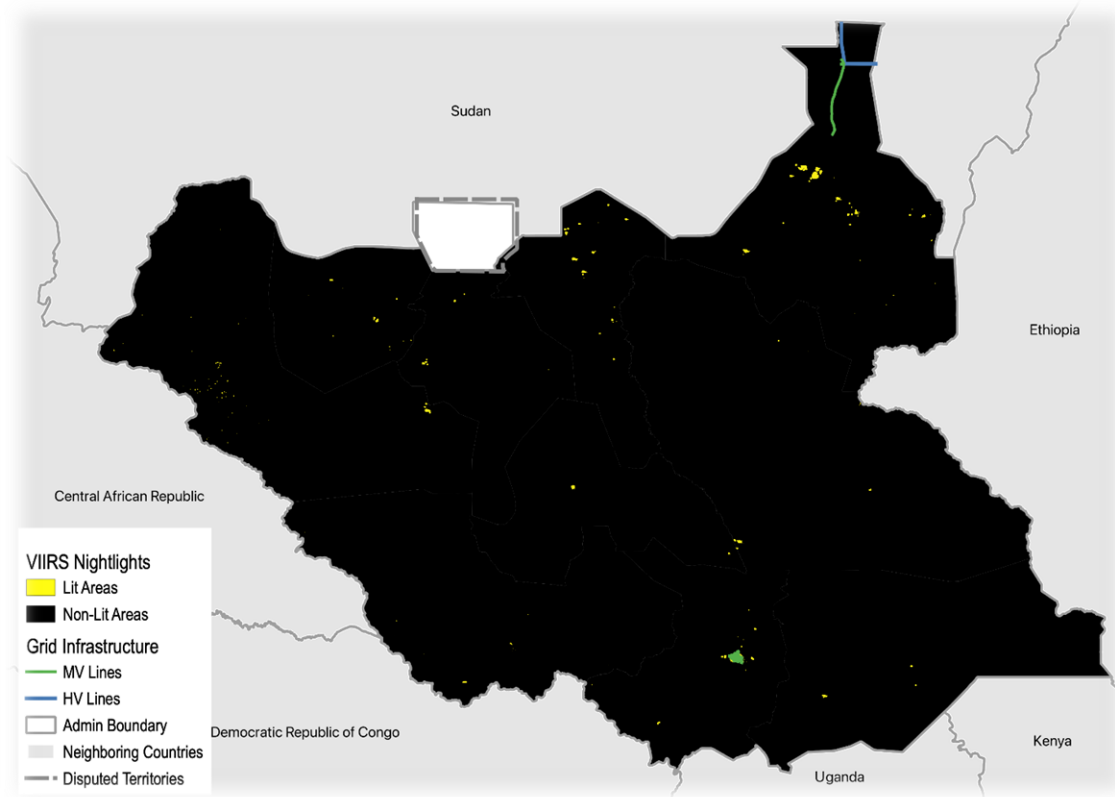 Sudan
Ethiopia
Central African Republic
VIIRS Nightlights
Lit Areas
Non-Lit Areas
Grid Infrastructure
MV Lines
HV Lines
Admin Boundary
Neighboring Countries
Disputed Territories
Democratic Republic of Congo
Kenya
Uganda